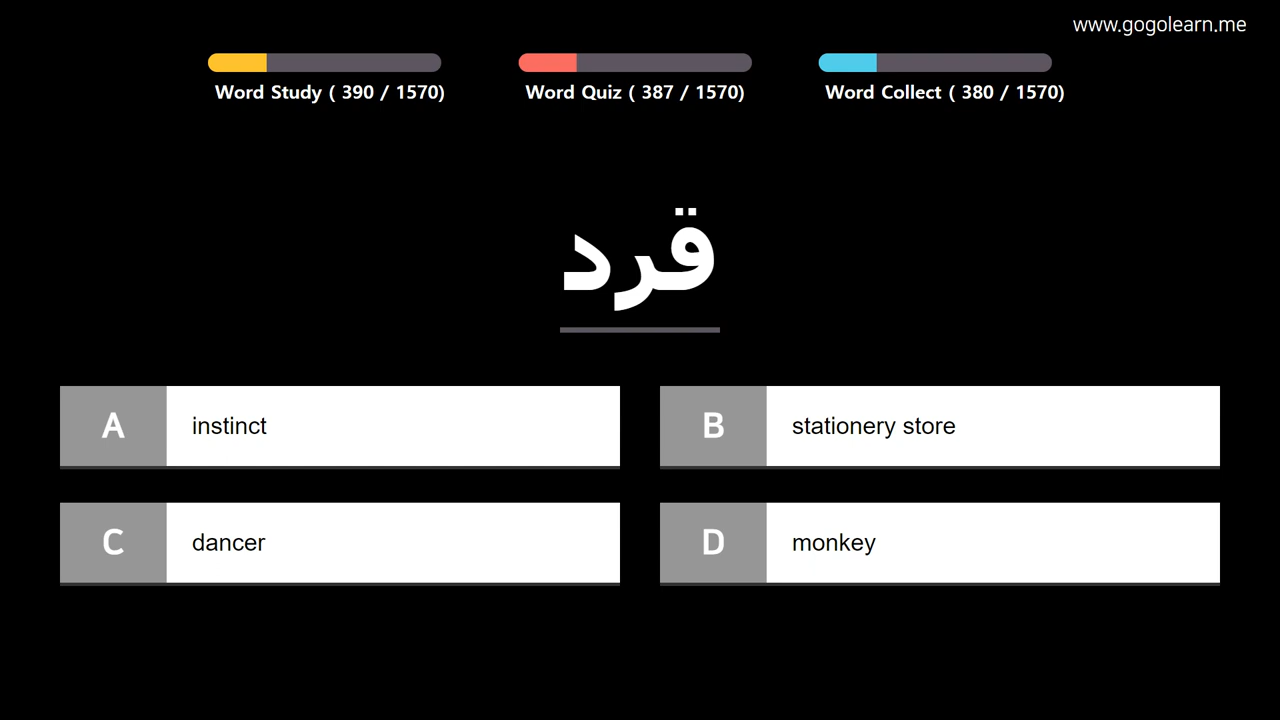 www.gogolearn.me
Word Study ( 390 / 1570)
Word Quiz ( 387 / 1570)
Word Collect ( 380 / 1570)
قرد
A instinct
B stationery store
C dancer
D monkey